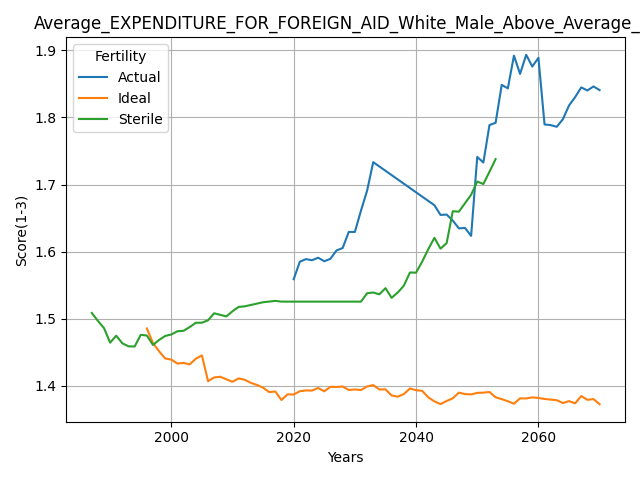 Average_EXPENDITURE_FOR_FOREIGN_AID_White_Male_Above_Average_
Fertility
Actual
Ideal
Sterile
Score(1-3)
1.9
1.8
1.7
1.6
1.5
1.4
2000 2020 2040 2060
Years